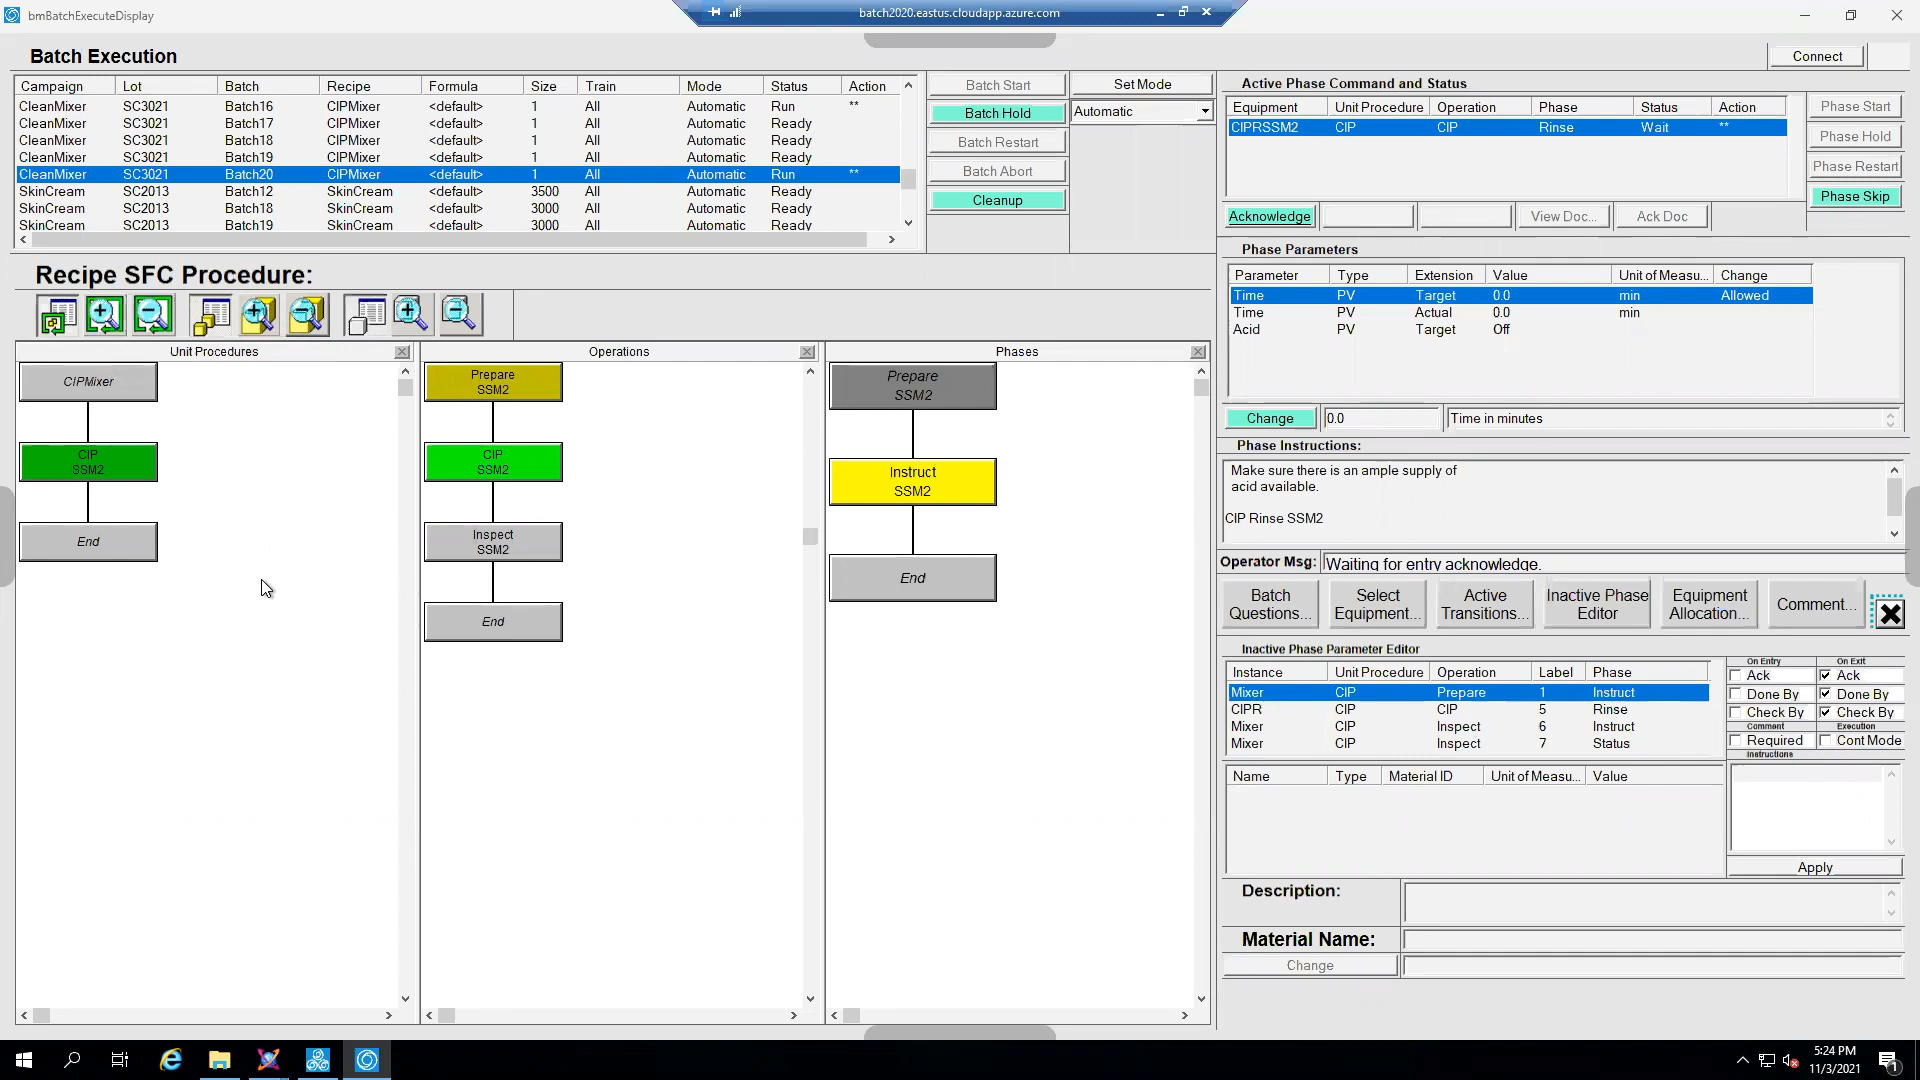 bmBatchExecuteDisplay
batch2020.eastus.cloudapp.azure.com
Batch Execution
Connect
Campaign Lot Batch Recipe Formula Size Train Mode Status Action
CleanMixer SC3021 Batch16 CIPMixer <default> 1 All Automatic Run **
CleanMixer SC3021 Batch17 CIPMixer <default> 1 All Automatic Ready
CleanMixer SC3021 Batch18 CIPMixer <default> 1 All Automatic Ready
CleanMixer SC3021 Batch19 CIPMixer <default> 1 All Automatic Ready
CleanMixer SC3021 Batch20 CIPMixer <default> 1 All Automatic Run **
SkinCream SC2013 Batch12 SkinCream <default> 3500 All Automatic Ready
SkinCream SC2013 Batch18 SkinCream <default> 3000 All Automatic Ready
SkinCream SC2013 Batch19 SkinCream <default> 3000 All Automatic Ready
Batch Start
Batch Hold
Batch Restart
Batch Abort
Cleanup
Set Mode
Automatic
Active Phase Command and Status
Equipment Unit Procedure Operation Phase Status Action
CIPRSSM2 CIP CIP Rinse Wait **
Phase Start
Phase Hold
Phase Restart
Phase Skip
Acknowledge View Doc... Ack Doc
Phase Parameters
Parameter Type Extension Value Unit of Measu... Change
Time PV Target 0.0 min Allowed
Time PV Actual 0.0 min
Acid PV Target Off
Change 0.0 Time in minutes
Phase Instructions:
Make sure there is an ample supply of
acid available.
CIP Rinse SSM2
Operator Msg: Waiting for entry acknowledge.
Batch
Questions...
Select
Equipment...
Active
Transitions...
Inactive Phase
Editor
Equipment
Allocation...
Comment...
Recipe SFC Procedure:
Unit Procedures
CIPMixer
CIP
SSM2
End
Operations
Prepare
SSM2
CIP
SSM2
Inspect
SSM2
End
Phases
Prepare
SSM2
Instruct
SSM2
End
Inactive Phase Parameter Editor
Instance Unit Procedure Operation Label Phase
Mixer CIP Prepare 1 Instruct
CIPR CIP CIP 5 Rinse
Mixer CIP Inspect 6 Instruct
Mixer CIP Inspect 7 Status
On Entry On Exit
Ack Ack
Done By Done By
Check By Check By
Comment Execution
Required Cont Mode
Instructions
Name Type Material ID Unit of Measu... Value
Apply
Description:
Material Name:
Change
5:24 PM
11/3/2021
1